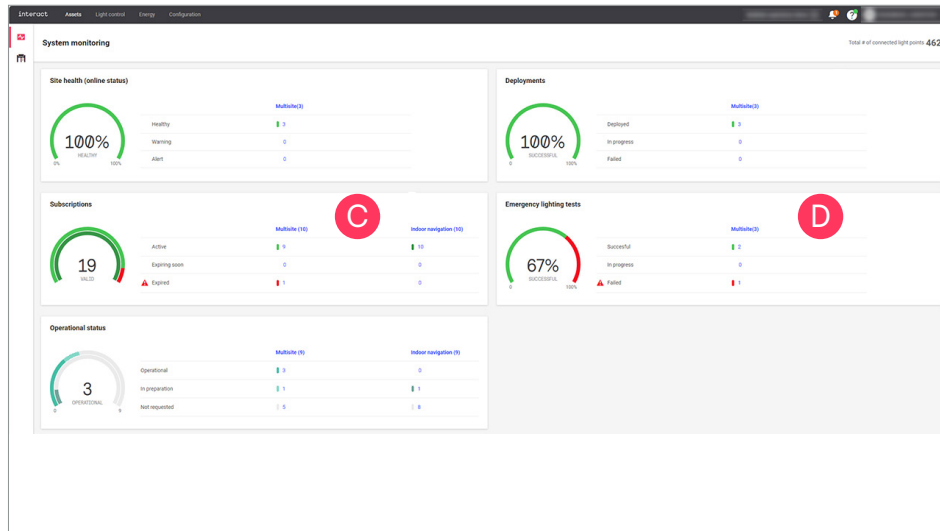 interact Assets Light control Energy Configuration ?
System monitoring Total # of connected light points 462
Site health (online status)
Multisite(3)
Healthy 3
Warning 0
Alert 0
100%
HEALTHY
0% 100%
Deployments
Multisite(3)
Deployed 3
In progress 0
Failed 0
100%
SUCCESSFUL
0 100%
Subscriptions
C
Multisite (10) Indoor navigation (10)
Active 9 10
Expiring soon 0 0
Expired 1 0
19
VALID
Emergency lighting tests
D
Multisite(3)
Succesful 2
In progress 0
Failed 1
67%
SUCCESSFUL
0 100%
Operational status
Multisite (9) Indoor navigation (9)
Operational 3 0
In preparation 1 1
Not requested 5 8
3
OPERATIONAL
0 9